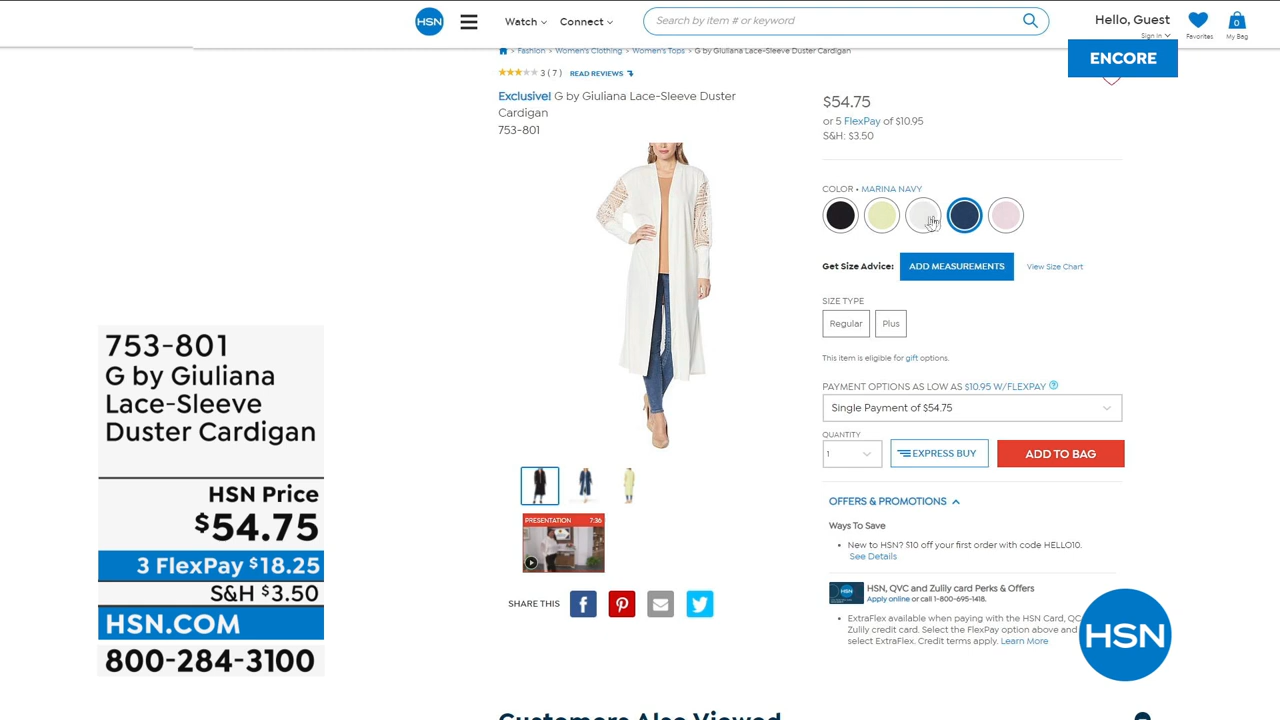 HSN
Watch
Connect
Search by item # or keyword
Hello, Guest
Sign In
Favorites
0
My Bag
ENCORE
> Fashion > Women's Clothing > Women's Tops > G by Giuliana Lace-Sleeve Duster Cardigan
3 ( 7 ) READ REVIEWS
Exclusive! G by Giuliana Lace-Sleeve Duster
Cardigan
753-801
PRESENTATION 7:36
SHARE THIS
$54.75
or 5 FlexPay of $10.95
S&H: $3.50
COLOR • MARINA NAVY
Get Size Advice: ADD MEASUREMENTS View Size Chart
SIZE TYPE
Regular Plus
This item is eligible for gift options.
PAYMENT OPTIONS AS LOW AS $10.95 W/FLEXPAY ?
Single Payment of $54.75
QUANTITY
1 EXPRESS BUY ADD TO BAG
OFFERS & PROMOTIONS
Ways To Save
• New to HSN? $10 off your first order with code HELLO10.
See Details
HSN
HSN, QVC and Zulily card Perks & Offers
Apply online or call 1-800-695-1418.
• ExtraFlex available when paying with the HSN Card, QC
Zulily credit card. Select the FlexPay option above and
select ExtraFlex. Credit terms apply. Learn More
HSN
753-801
G by Giuliana
Lace-Sleeve
Duster Cardigan
HSN Price
$54.75
3 FlexPay $18.25
S&H $3.50
HSN.COM
800-284-3100
Customers Also Viewed